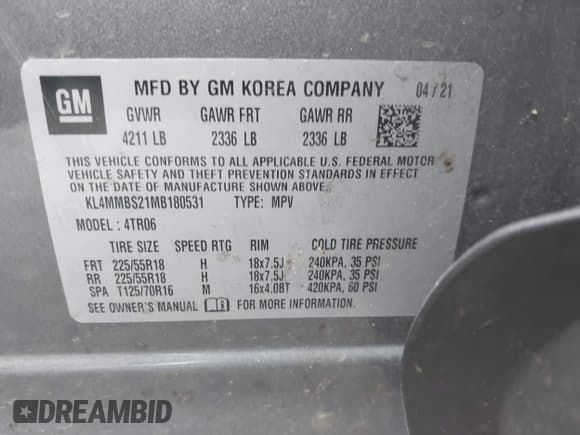 GM
MFD BY GM KOREA COMPANY 04 / 21
GVWR GAWR FRT GAWR RR
4211 LB 2336 LB 2336 LB
THIS VEHICLE CONFORMS TO ALL APPLICABLE U.S. FEDERAL MOTOR
VEHICLE SAFETY AND THEFT PREVENTION STANDARDS IN
EFFECT ON THE DATE OF MANUFACTURE SHOWN ABOVE.
KL4MMBS21MB180531 TYPE: MPV
MODEL : 4TR06
TIRE SIZE SPEED RTG RIM COLD TIRE PRESSURE
FRT 225/55R18 H 18x7.5J 240KPA, 35 PSI
RR 225/55R18 H 18x7.5J 240KPA, 35 PSI
SPA T125/70R16 M 16x4.0BT 420KPA, 60 PSI
SEE OWNER'S MANUAL FOR MORE INFORMATION.
DREAMBID